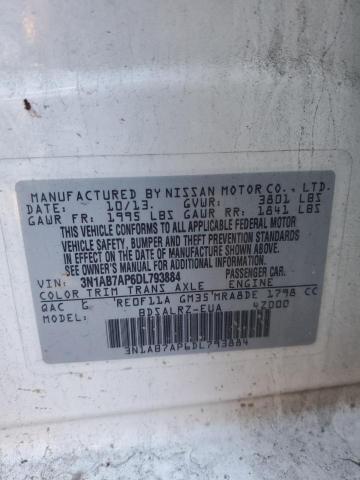 MANUFACTURED BY NISSAN MOTOR CO., LTD.
DATE: 10/13. GVWR: 3801 LBS
GAWR FR: 1995 LBS GAWR RR: 1841 LBS
THIS VEHICLE CONFORMS TO ALL APPLICABLE FEDERAL MOTOR
VEHICLE SAFETY, BUMPER, AND THEFT PREVENTION STANDARDS
IN EFFECT ON THE DATE OF MANUFACTURE SHOWN ABOVE.
SEE OWNER'S MANUAL FOR ADDITIONAL INFORMATION.
VIN: 3N1AB7AP6DL793884 PASSENGER CAR
COLOR TRIM TRANS AXLE ENGINE
QAC G RE0F11A GM35 MRA8DE 1798 CC
MODEL: BDSALRZ-EUA 4Z000
3N1AB7AP6DL793884